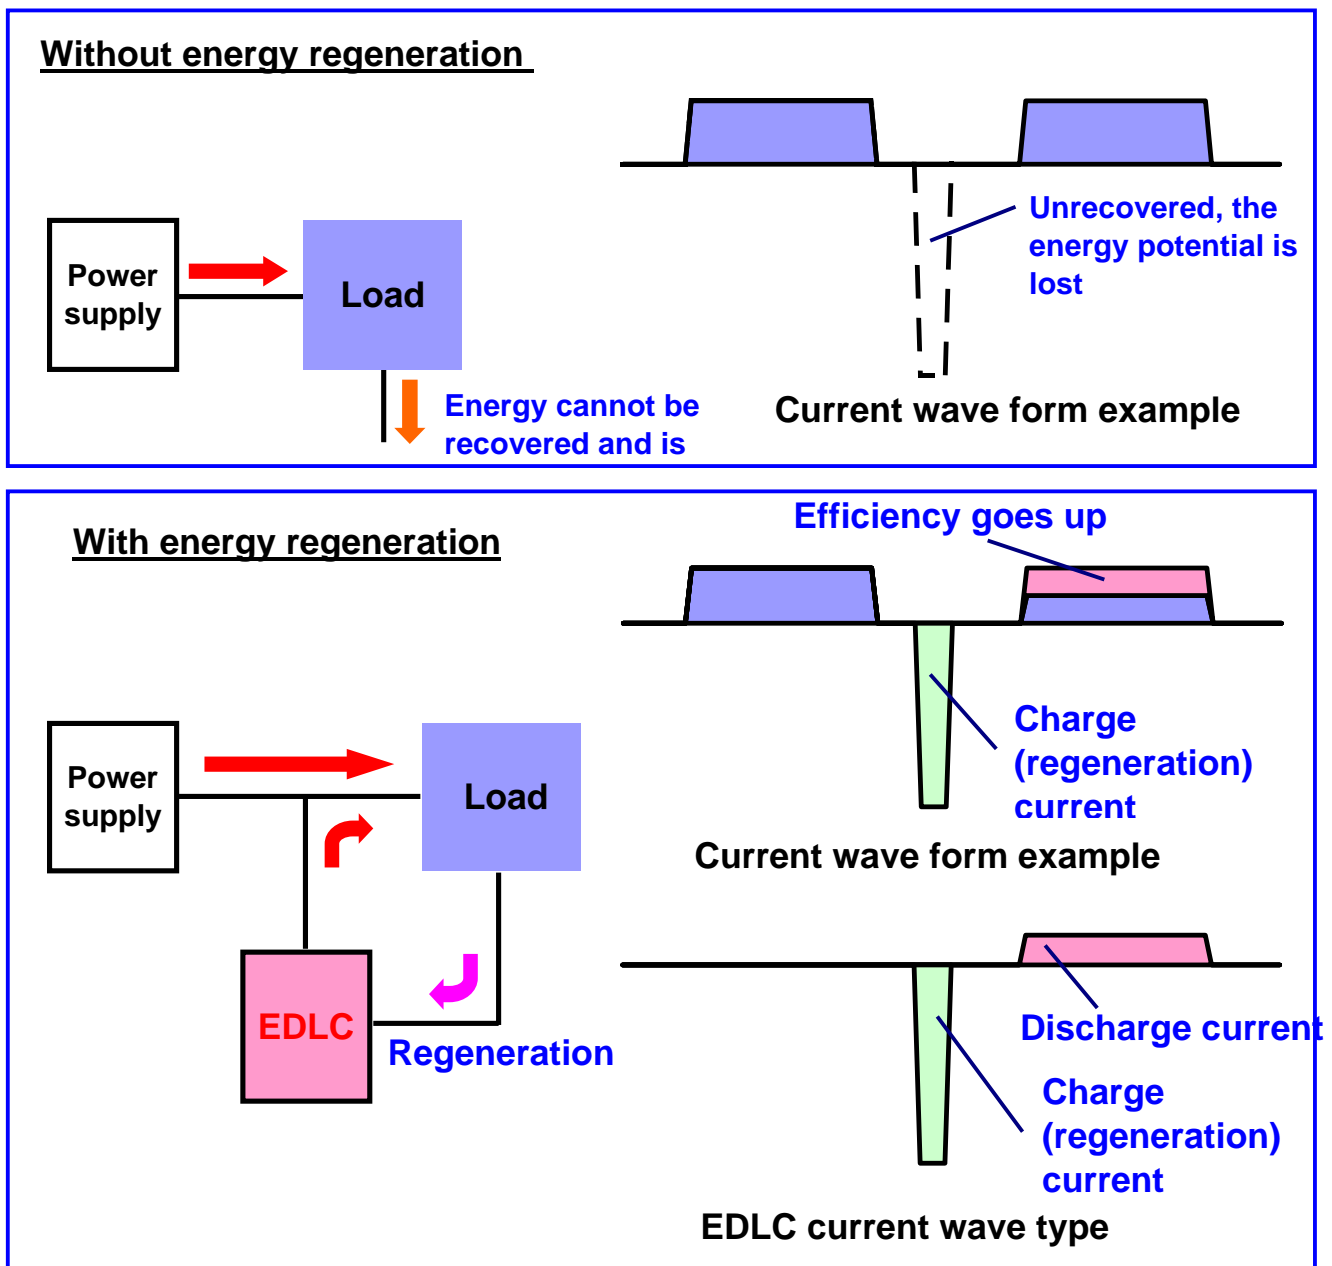 Without energy regeneration
Power
supply
Load
Energy cannot be
recovered and is
Unrecovered, the
energy potential is
lost
Current wave form example
With energy regeneration
Efficiency goes up
Power
supply
Load
EDLC
Regeneration
Charge
(regeneration)
current
Current wave form example
Discharge current
Charge
(regeneration)
current
EDLC current wave type